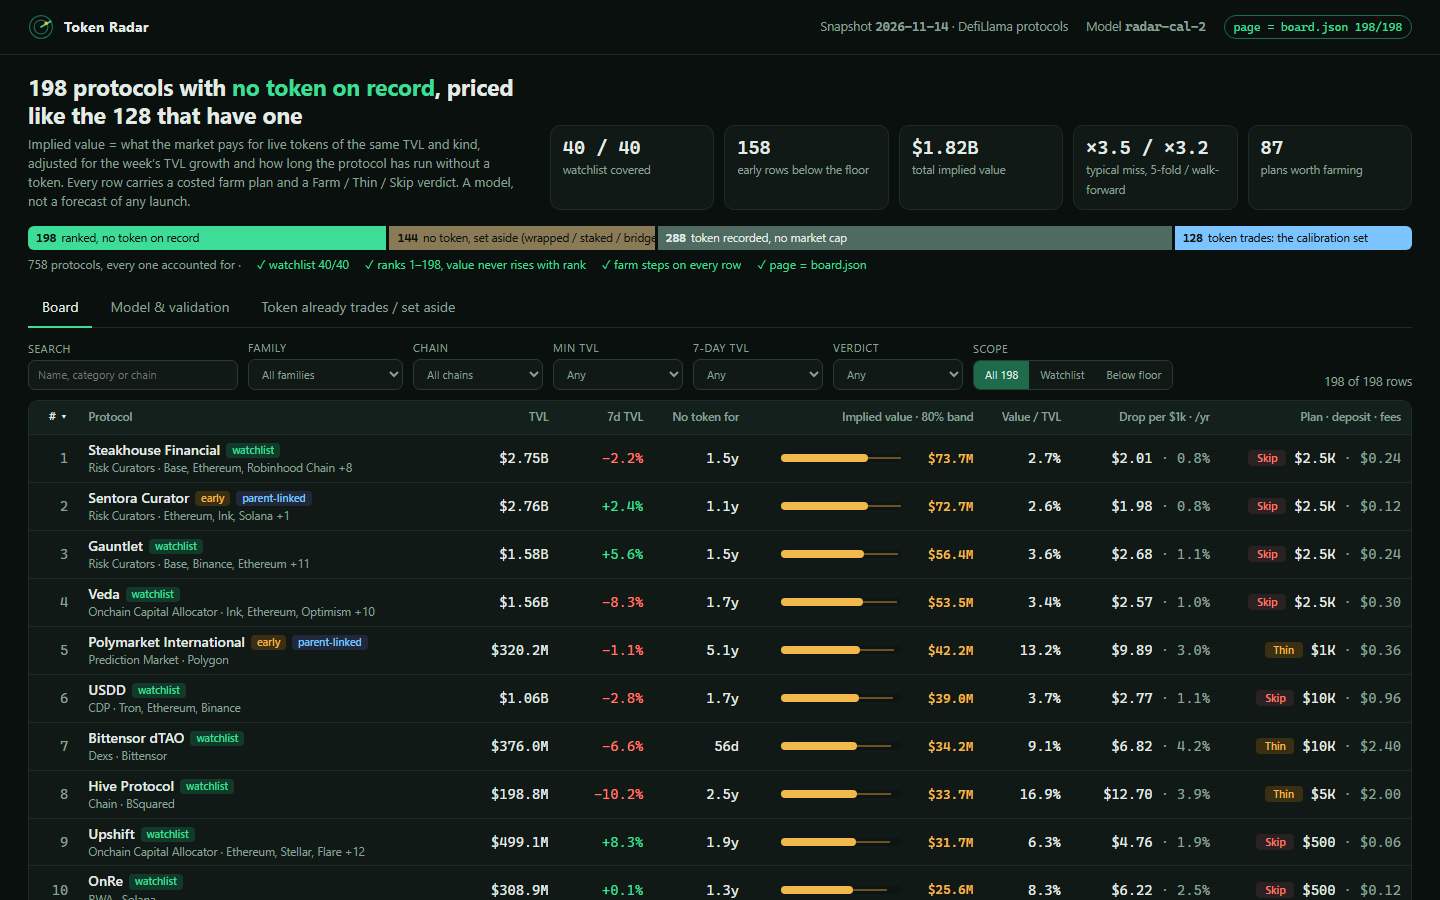 Token Radar
Snapshot 2026-11-14 · DefiLlama protocols
Model radar-cal-2
page = board.json 198/198
198 protocols with no token on record, priced
like the 128 that have one
Implied value = what the market pays for live tokens of the same TVL and kind,
adjusted for the week's TVL growth and how long the protocol has run without a
token. Every row carries a costed farm plan and a Farm / Thin / Skip verdict. A model,
not a forecast of any launch.
40 / 40
watchlist covered
158
early rows below the floor
$1.82B
total implied value
×3.5 / ×3.2
typical miss, 5-fold / walk-
forward
87
plans worth farming
198 ranked, no token on record
144 no token, set aside (wrapped / staked / bridge
288 token recorded, no market cap
128 token trades: the calibration set
758 protocols, every one accounted for · ✓ watchlist 40/40 ✓ ranks 1–198, value never rises with rank ✓ farm steps on every row ✓ page = board.json
Board Model & validation Token already trades / set aside
SEARCH FAMILY CHAIN MIN TVL 7-DAY TVL VERDICT SCOPE
Name, category or chain All families All chains Any Any Any All 198 Watchlist Below floor
198 of 198 rows
# ▾ Protocol TVL 7d TVL No token for Implied value · 80% band Value / TVL Drop per $1k · /yr Plan · deposit · fees
1 Steakhouse Financial watchlist $2.75B −2.2% 1.5y $73.7M 2.7% $2.01 · 0.8% Skip $2.5K · $0.24
Risk Curators · Base, Ethereum, Robinhood Chain +8
2 Sentora Curator early parent-linked $2.76B +2.4% 1.1y $72.7M 2.6% $1.98 · 0.8% Skip $2.5K · $0.12
Risk Curators · Ethereum, Ink, Solana +1
3 Gauntlet watchlist $1.58B +5.6% 1.5y $56.4M 3.6% $2.68 · 1.1% Skip $2.5K · $0.24
Risk Curators · Base, Binance, Ethereum +11
4 Veda watchlist $1.56B −8.3% 1.7y $53.5M 3.4% $2.57 · 1.0% Skip $2.5K · $0.30
Onchain Capital Allocator · Ink, Ethereum, Optimism +10
5 Polymarket International early parent-linked $320.2M −1.1% 5.1y $42.2M 13.2% $9.89 · 3.0% Thin $1K · $0.36
Prediction Market · Polygon
6 USDD watchlist $1.06B −2.8% 1.7y $39.0M 3.7% $2.77 · 1.1% Skip $10K · $0.96
CDP · Tron, Ethereum, Binance
7 Bittensor dTAO watchlist $376.0M −6.6% 56d $34.2M 9.1% $6.82 · 4.2% Thin $10K · $2.40
Dexs · Bittensor
8 Hive Protocol watchlist $198.8M −10.2% 2.5y $33.7M 16.9% $12.70 · 3.9% Thin $5K · $2.00
Chain · BSquared
9 Upshift watchlist $499.1M +8.3% 1.9y $31.7M 6.3% $4.76 · 1.9% Skip $500 · $0.06
Onchain Capital Allocator · Ethereum, Stellar, Flare +12
10 OnRe watchlist $308.9M +0.1% 1.3y $25.6M 8.3% $6.22 · 2.5% Skip $500 · $0.12
RWA · Solana